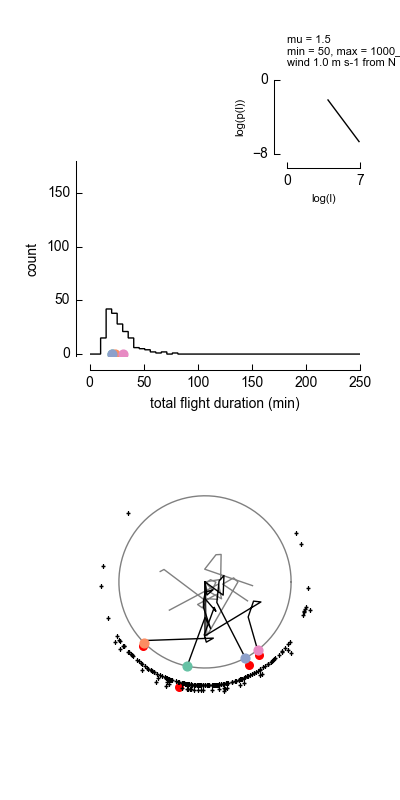 mu = 1.5
min = 50, max = 1000_
wind 1.0 m s-1 from N
0
log(p(l))
−8
0
7
log(l)
150
count
100
50
0
0
50
100
150
200
250
total flight duration (min)